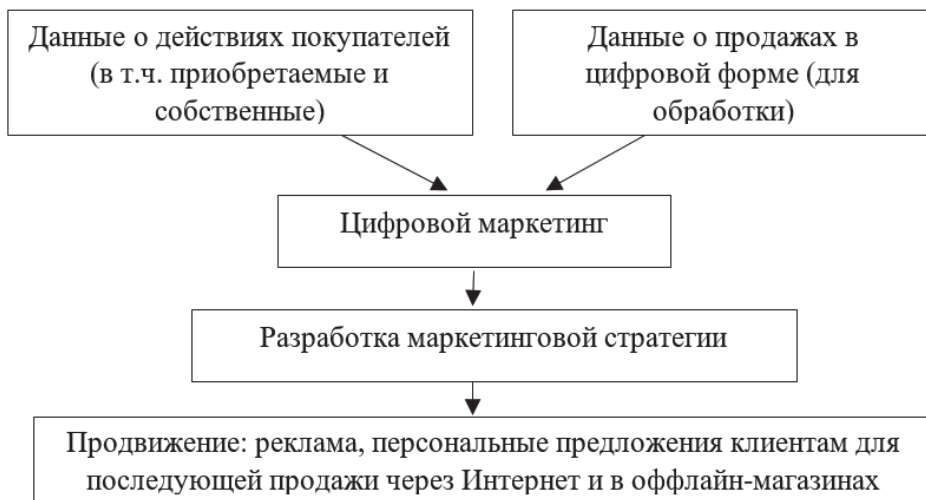 Данные о действиях покупателей
(в т.ч. приобретаемые и
собственные)
Данные о продажах в
цифровой форме (для
обработки)
Цифровой маркетинг
Разработка маркетинговой стратегии
Продвижение: реклама, персональные предложения клиентам для
последующей продажи через Интернет и в оффлайн-магазинах